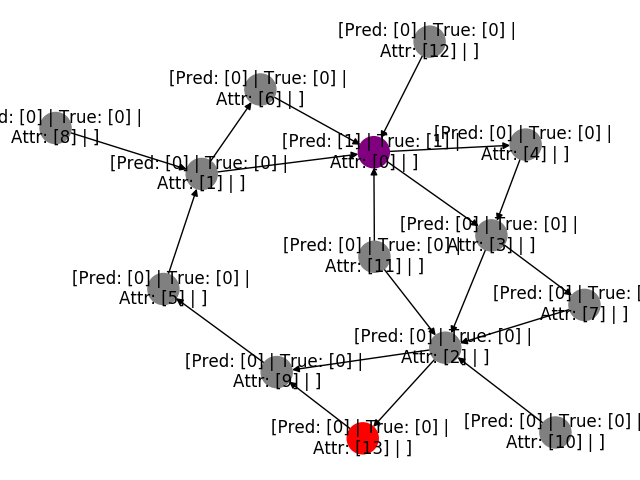 [Pred: [0] | True: [0] |
Attr: [12] | ]
[Pred: [0] | True: [0] |
Attr: [6] | ]
d: [0] | True: [0] |
Attr: [8] | ]
[Pred: [1] | True: [1] |
Attr: [0] | ]
[Pred: [0] | True: [0] |
Attr: [4] | ]
[Pred: [0] | True: [0] |
Attr: [1] | ]
[Pred: [0] | True: [0] |
Attr: [3] | ]
[Pred: [0] | True: [0] |
Attr: [11] | ]
[Pred: [0] | True: [0] |
Attr: [5] | ]
[Pred: [0] | True: [
Attr: [7] | ]
[Pred: [0] | True: [0] |
Attr: [2] | ]
[Pred: [0] | True: [0] |
Attr: [9] | ]
[Pred: [0] | True: [0] |
Attr: [13] | ]
[Pred: [0] | True: [0]
Attr: [10] | ]